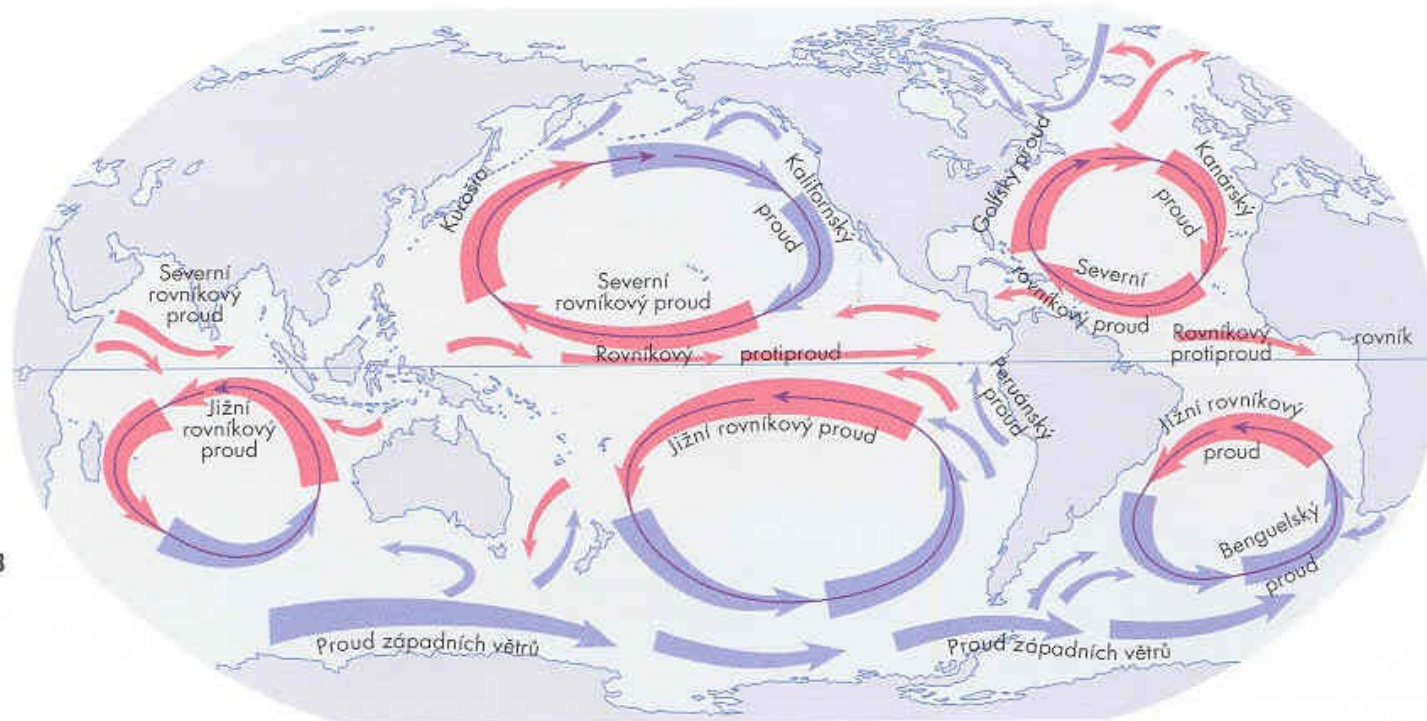 Kurošio
Kalifornský
proud
Golfský proud
Kanárský
proud
Severní
rovníkový
proud
Severní
rovníkový proud
Severní
rovníkový proud
Rovníkový protiproud
Rovníkový
protiproud
rovník
Jižní
rovníkový
proud
Jižní rovníkový proud
Peruánský
proud
Jižní rovníkový
proud
Benguelský
proud
Proud západních větrů
Proud západních větrů